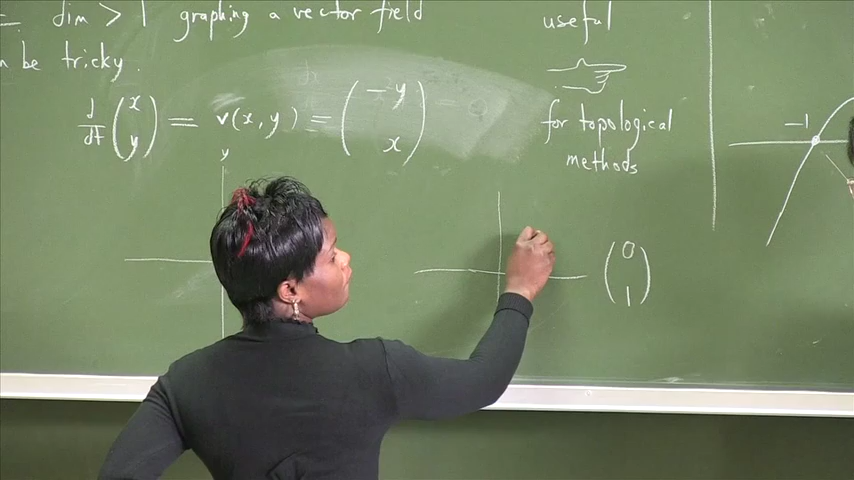 dim > 1 graphing a vector field
be tricky.
d/dt (x y) = v(x, y) = (-y x)
y
useful
for topological
methods
-1
(0 1)